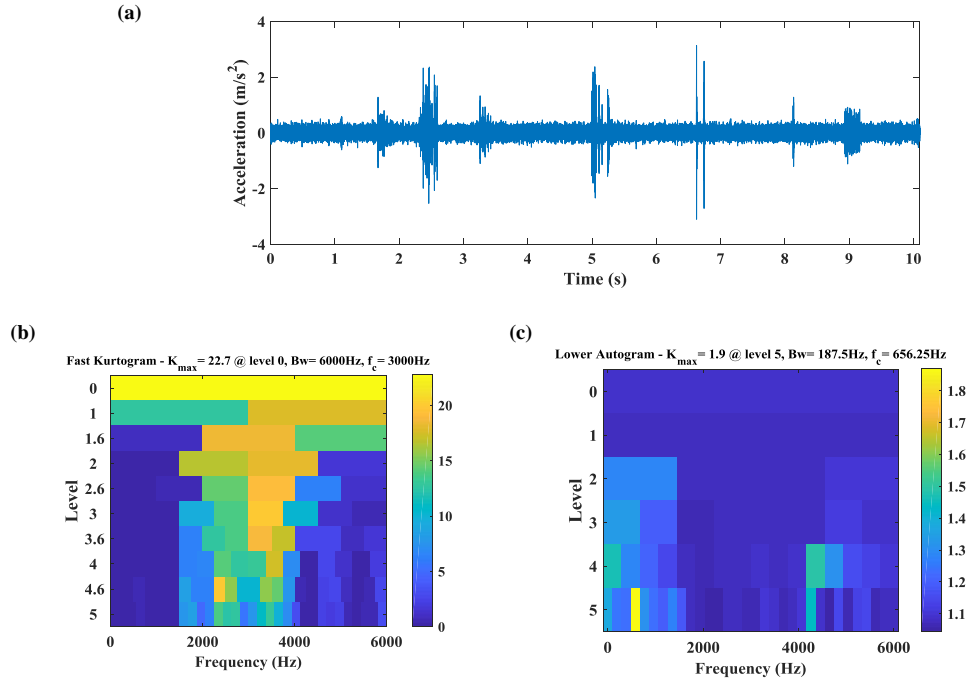 (a)
4
2
0
-2
-4
Acceleration (m/s²)
0 1 2 3 4 5 6 7 8 9 10
Time (s)
(b)
Fast Kurtogram - K_max = 22.7 @ level 0, Bw= 6000Hz, f_c = 3000Hz
0
1
1.6
2
2.6
3
3.6
4
4.6
5
Level
0 2000 4000 6000
Frequency (Hz)
20
15
10
5
0
(c)
Lower Autogram - K_max = 1.9 @ level 5, Bw= 187.5Hz, f_c = 656.25Hz
0
1
2
3
4
5
Level
0 2000 4000 6000
Frequency (Hz)
1.8
1.7
1.6
1.5
1.4
1.3
1.2
1.1